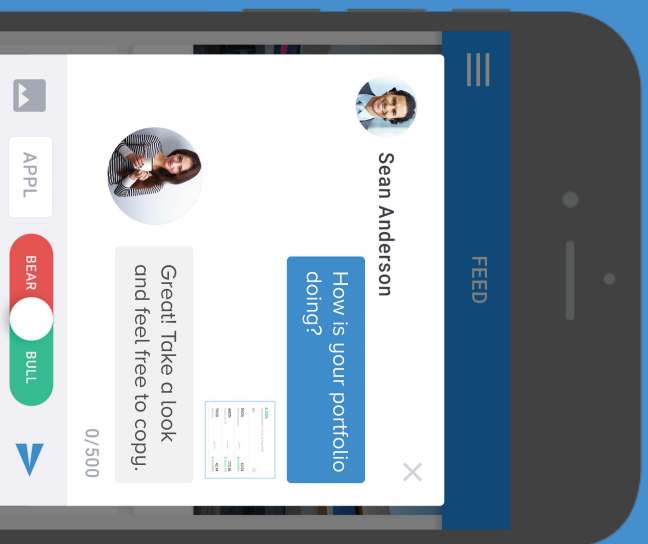 FEED
Sean Anderson
How is your portfolio
doing?
Great! Take a look
and feel free to copy.
0/500
APPL
BEAR
BULL